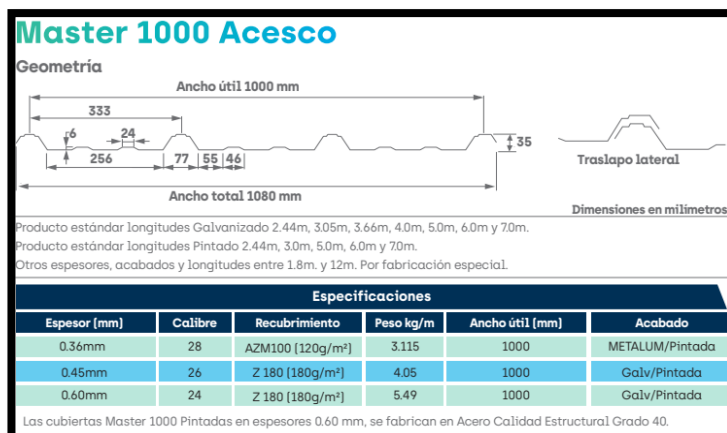 Master 1000 Acesco
Geometría
Ancho útil 1000 mm
333
6
24
35
256
77
55
46
Traslapo lateral
Ancho total 1080 mm
Dimensiones en milímetros
Producto estándar longitudes Galvanizado 2.44m, 3.05m, 3.66m, 4.0m, 5.0m, 6.0m y 7.0m.
Producto estándar longitudes Pintado 2.44m, 3.0m, 5.0m, 6.0m y 7.0m.
Otros espesores, acabados y longitudes entre 1.8m. y 12m. Por fabricación especial.
Especificaciones
Espesor (mm) Calibre Recubrimiento Peso kg/m Ancho útil (mm) Acabado
0.36mm 28 AZM100 (120g/m²) 3.115 1000 METALUM/Pintada
0.45mm 26 Z 180 (180g/m²) 4.05 1000 Galv/Pintada
0.60mm 24 Z 180 (180g/m²) 5.49 1000 Galv/Pintada
Las cubiertas Master 1000 Pintadas en espesores 0.60 mm, se fabrican en Acero Calidad Estructural Grado 40.